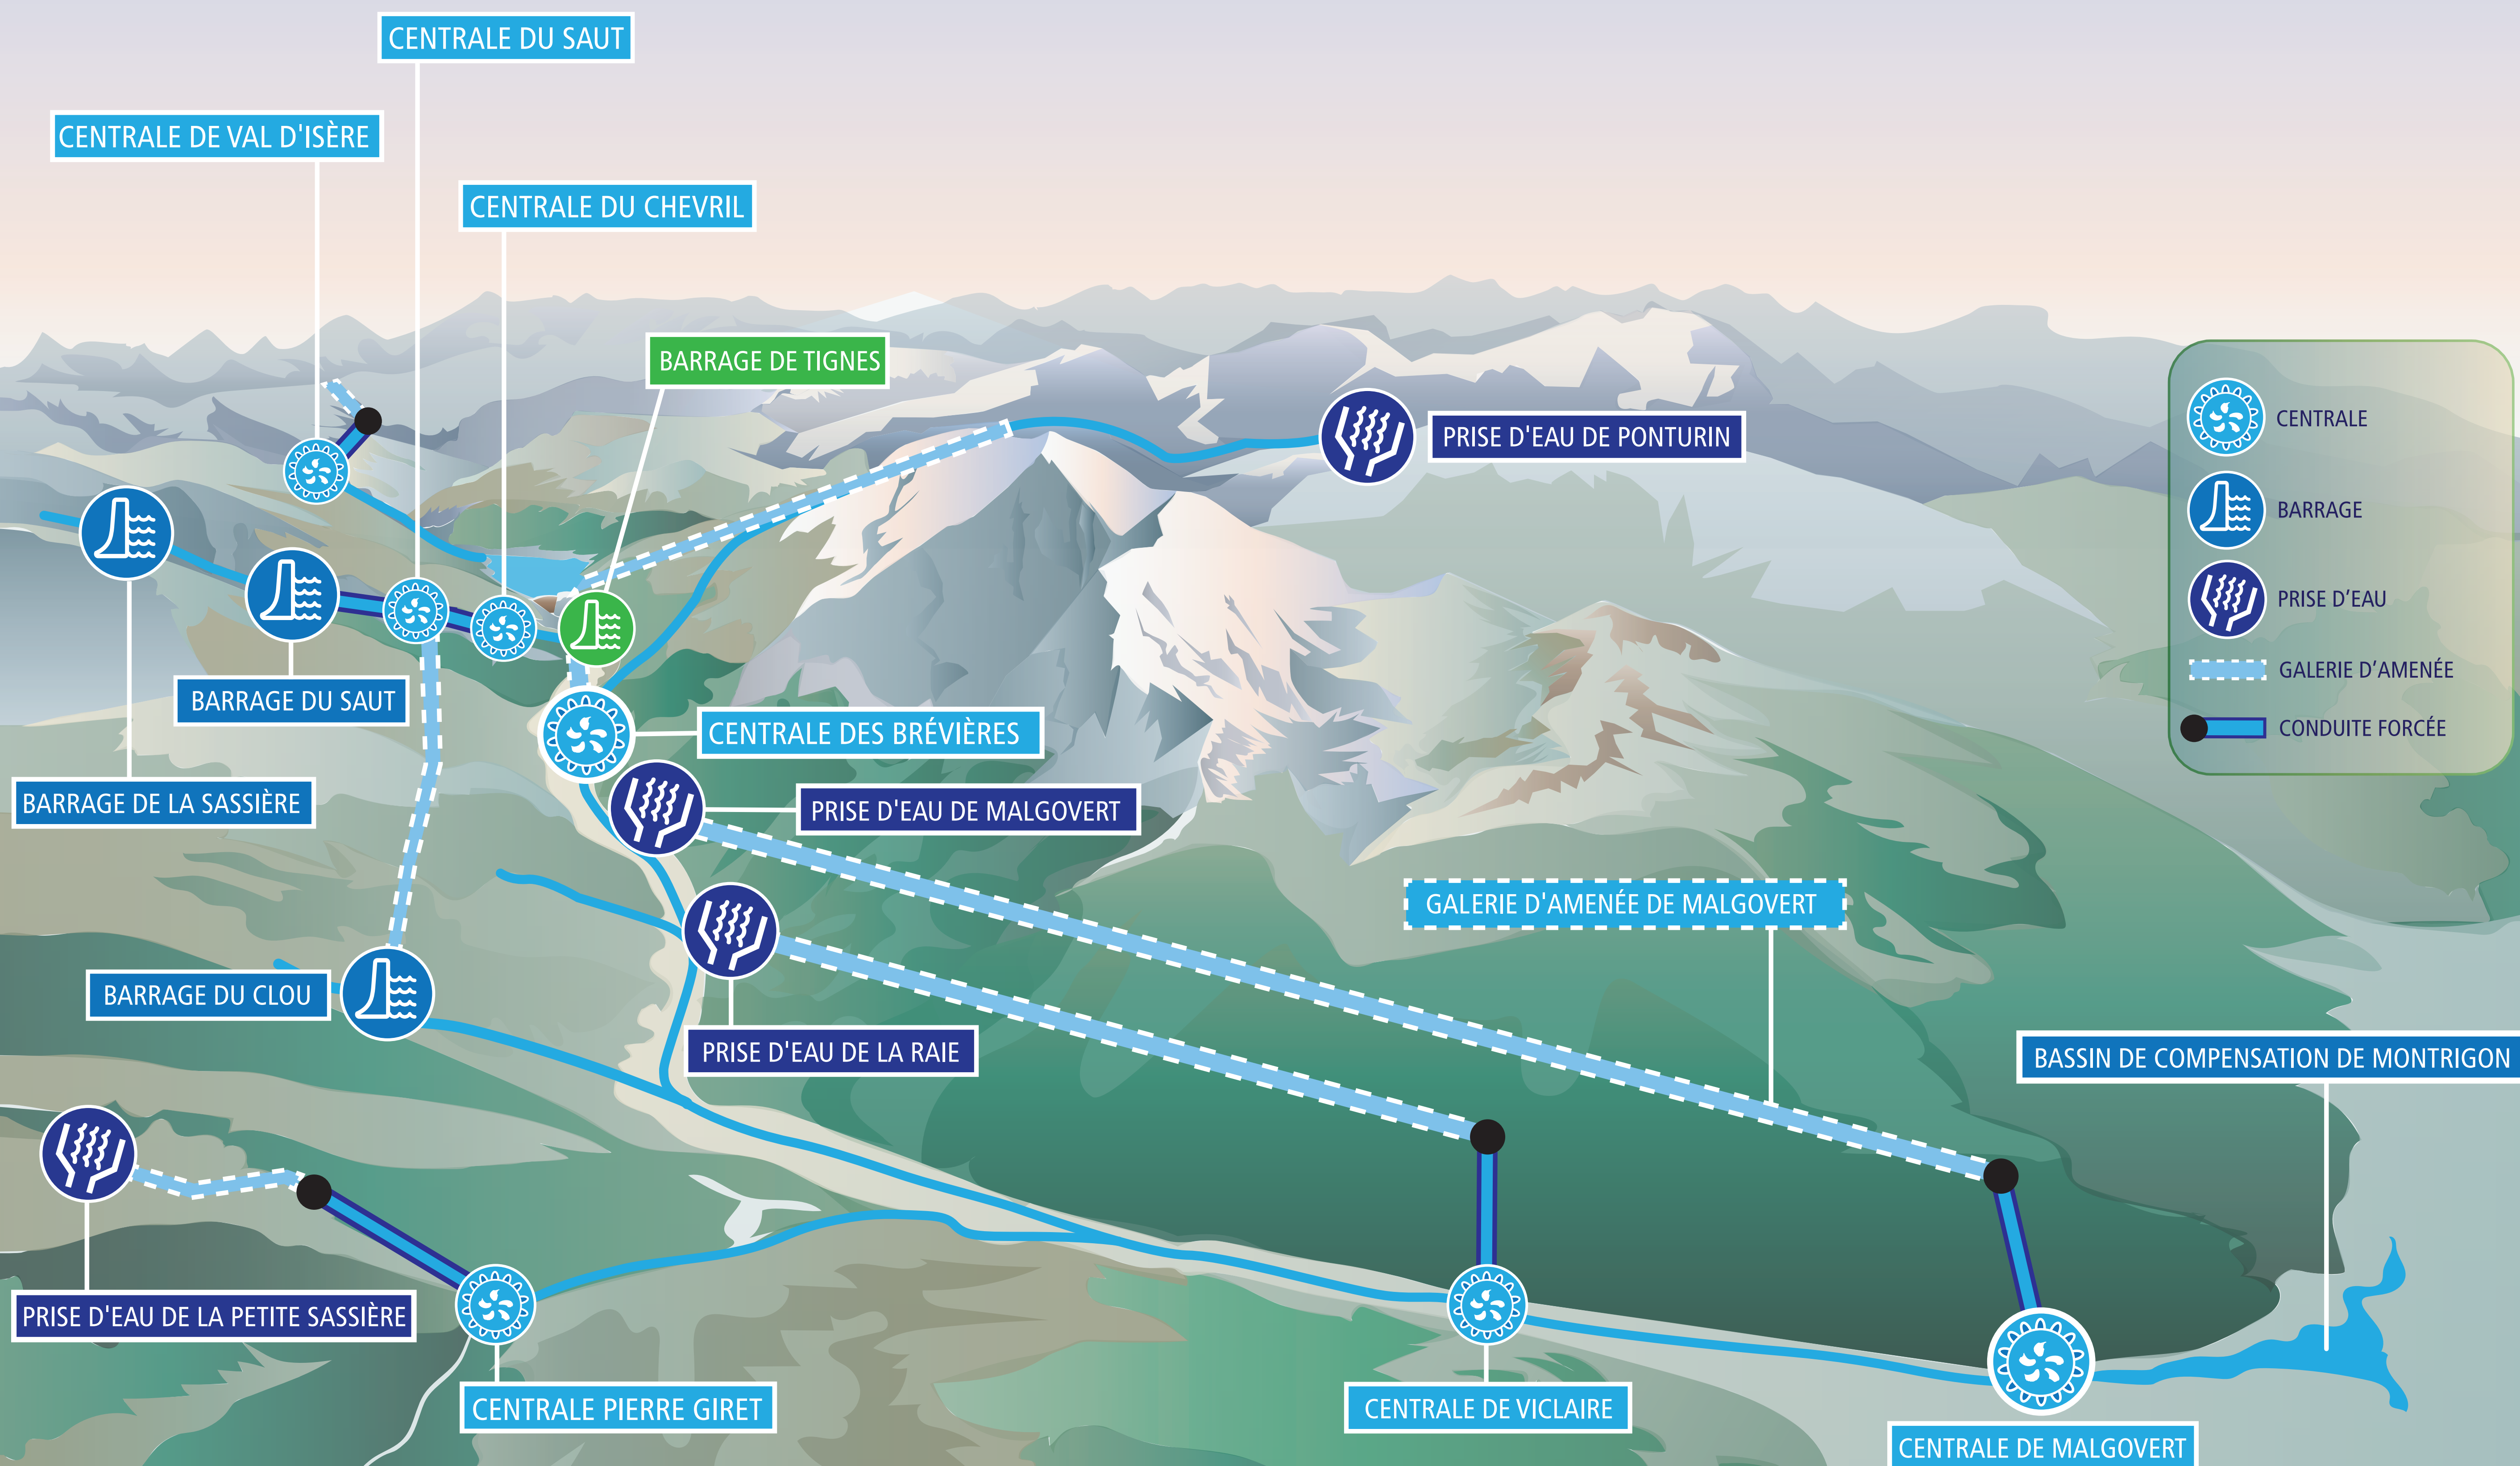 CENTRALE DU SAUT
CENTRALE DE VAL D'ISÈRE
CENTRALE DU CHEVRIL
BARRAGE DE TIGNES
PRISE D'EAU DE PONTURIN
CENTRALE
BARRAGE
PRISE D'EAU
GALERIE D'AMENÉE
CONDUITE FORCÉE
BARRAGE DU SAUT
CENTRALE DES BRÉVIÈRES
BARRAGE DE LA SASSIÈRE
PRISE D'EAU DE MALGOVERT
GALERIE D'AMENÉE DE MALGOVERT
BARRAGE DU CLOU
PRISE D'EAU DE LA RAIE
BASSIN DE COMPENSATION DE MONTRIGON
PRISE D'EAU DE LA PETITE SASSIÈRE
CENTRALE PIERRE GIRET
CENTRALE DE VICLAIRE
CENTRALE DE MALGOVERT